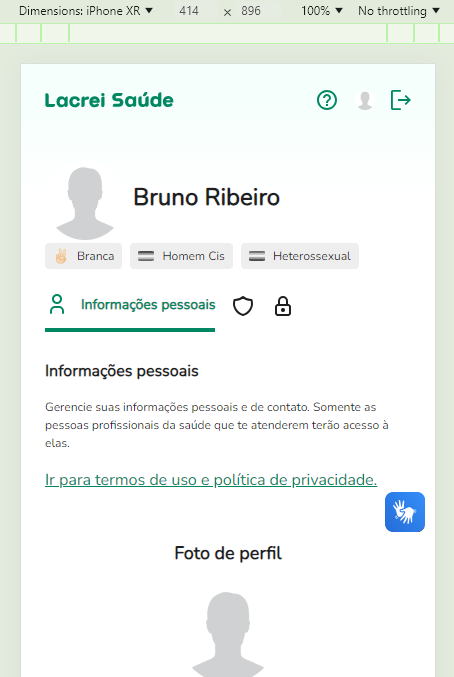 Dimensions: iPhone XR ▼ 414 × 896 100% ▼ No throttling ▼
Lacrei Saúde
Bruno Ribeiro
Branca Homem Cis Heterossexual
Informações pessoais
Informações pessoais
Gerencie suas informações pessoais e de contato. Somente as
pessoas profissionais da saúde que te atenderem terão acesso à
elas.
Ir para termos de uso e política de privacidade.
Foto de perfil